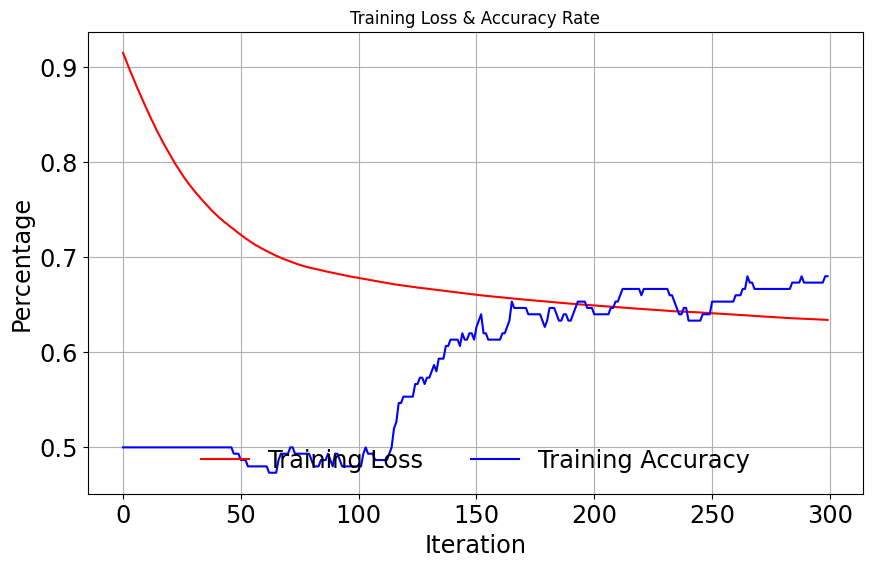 Training Loss & Accuracy Rate
Percentage
0.9
0.8
0.7
0.6
0.5
Training Loss
Training Accuracy
0 50 100 150 200 250 300
Iteration